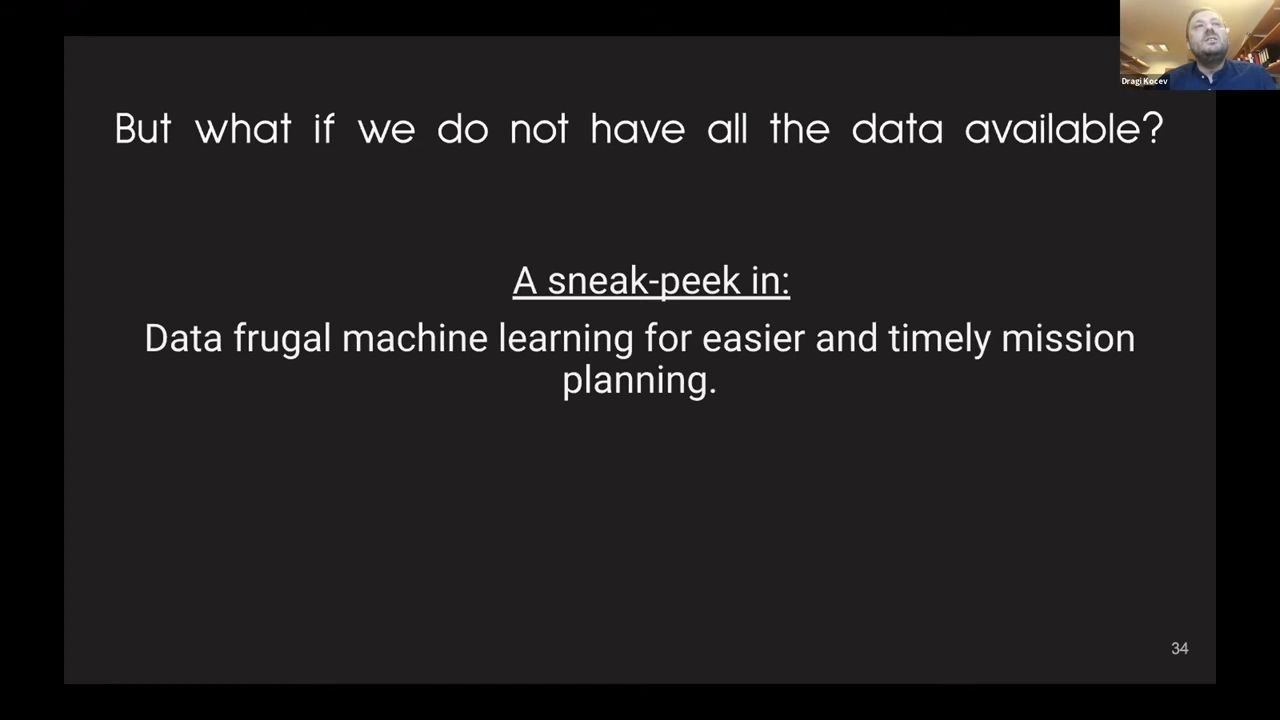 Dragi Kocev
But what if we do not have all the data available?
A sneak-peek in:
Data frugal machine learning for easier and timely mission
planning.
34